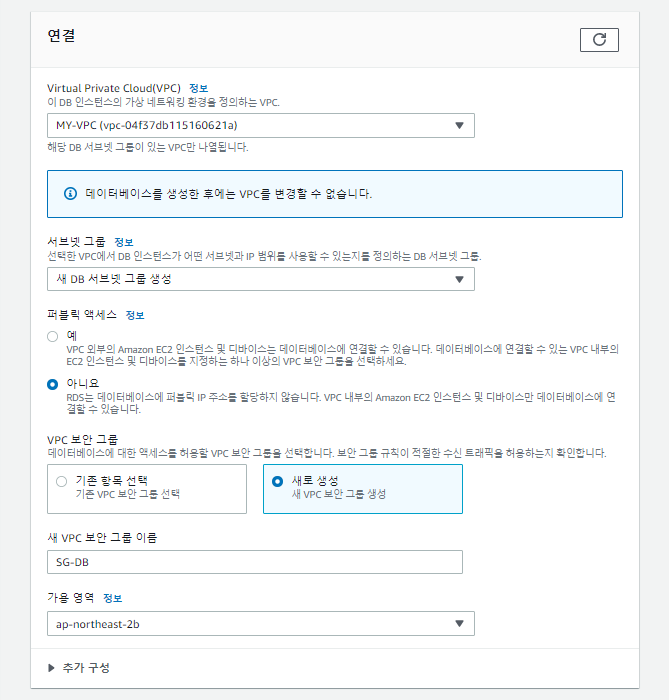 연결
Virtual Private Cloud(VPC) 정보
이 DB 인스턴스의 가상 네트워킹 환경을 정의하는 VPC.
MY-VPC (vpc-04f37db115160621a)
해당 DB 서브넷 그룹이 있는 VPC만 나열됩니다.
데이터베이스를 생성한 후에는 VPC를 변경할 수 없습니다.
서브넷 그룹 정보
선택한 VPC에서 DB 인스턴스가 어떤 서브넷과 IP 범위를 사용할 수 있는지를 정의하는 DB 서브넷 그룹.
새 DB 서브넷 그룹 생성
퍼블릭 액세스 정보
예
VPC 외부의 Amazon EC2 인스턴스 및 디바이스는 데이터베이스에 연결할 수 있습니다. 데이터베이스에 연결할 수 있는 VPC 내부의
EC2 인스턴스 및 디바이스를 지정하는 하나 이상의 VPC 보안 그룹을 선택하세요.
아니요
RDS는 데이터베이스에 퍼블릭 IP 주소를 할당하지 않습니다. VPC 내부의 Amazon EC2 인스턴스 및 디바이스만 데이터베이스에 연
결할 수 있습니다.
VPC 보안 그룹
데이터베이스에 대한 액세스를 허용할 VPC 보안 그룹을 선택합니다. 보안 그룹 규칙이 적절한 수신 트래픽을 허용하는지 확인합니다.
기존 항목 선택
기존 VPC 보안 그룹 선택
새로 생성
새 VPC 보안 그룹 생성
새 VPC 보안 그룹 이름
SG-DB
가용 영역 정보
ap-northeast-2b
추가 구성